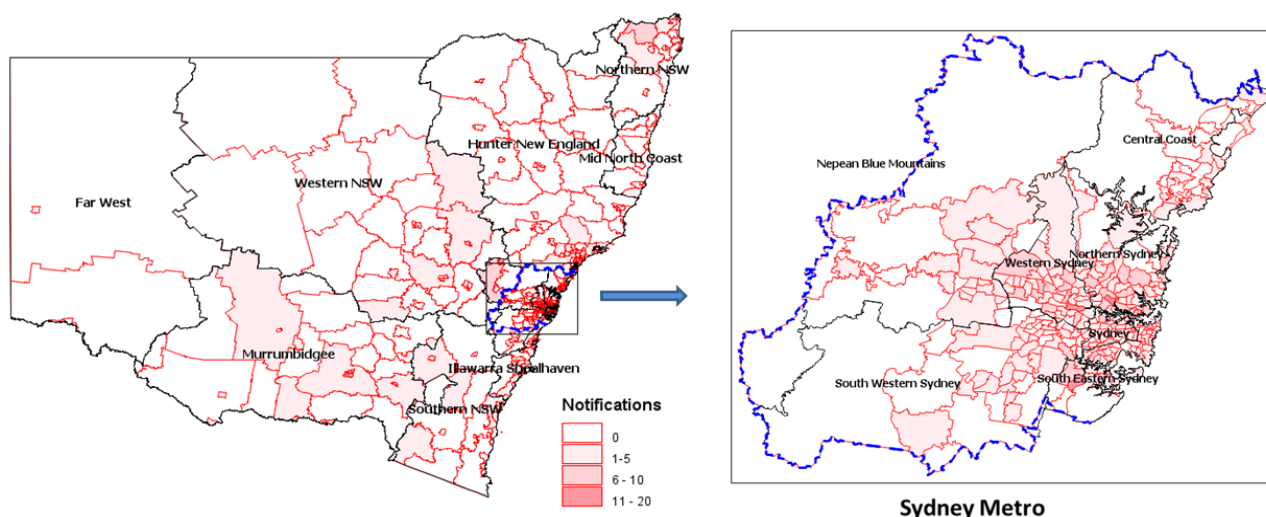 Northern NSW
Hunter New England
Mid North Coast
Western NSW
Far West
Murrumbidgee
Illawarra Shoalhaven
Southern NSW
Notifications
0
1-5
6 - 10
11 - 20
Central Coast
Nepean Blue Mountains
Northern Sydney
Western Sydney
Sydney
South Western Sydney
South Eastern Sydney
Sydney Metro